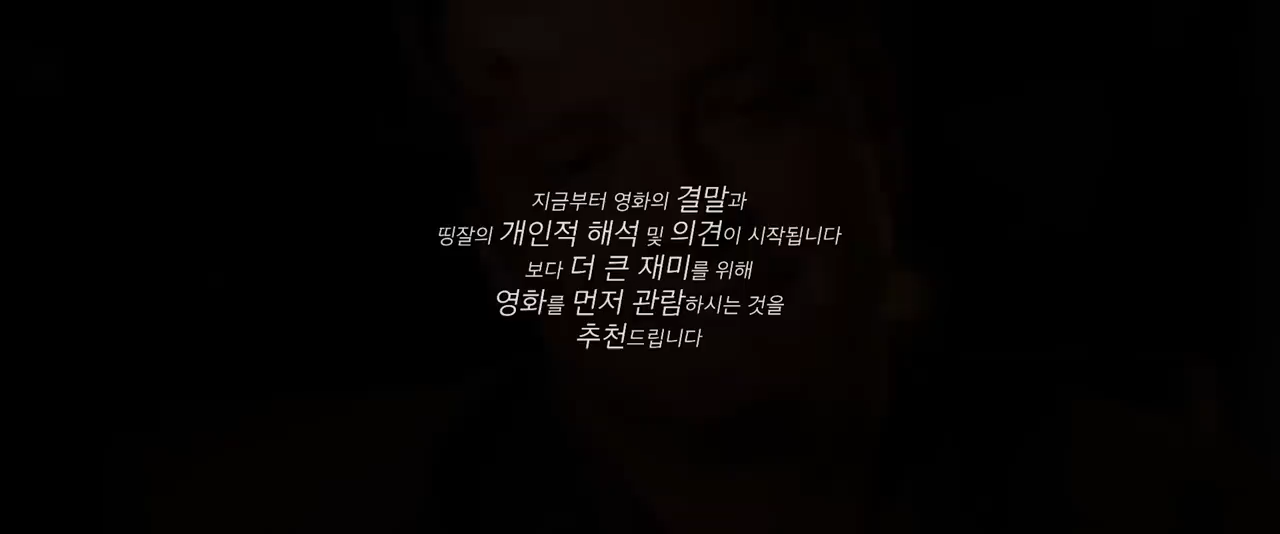 지금부터 영화의 결말과
띵잘의 개인적 해석 및 의견이 시작됩니다
보다 더 큰 재미를 위해
영화를 먼저 관람하시는 것을
추천드립니다